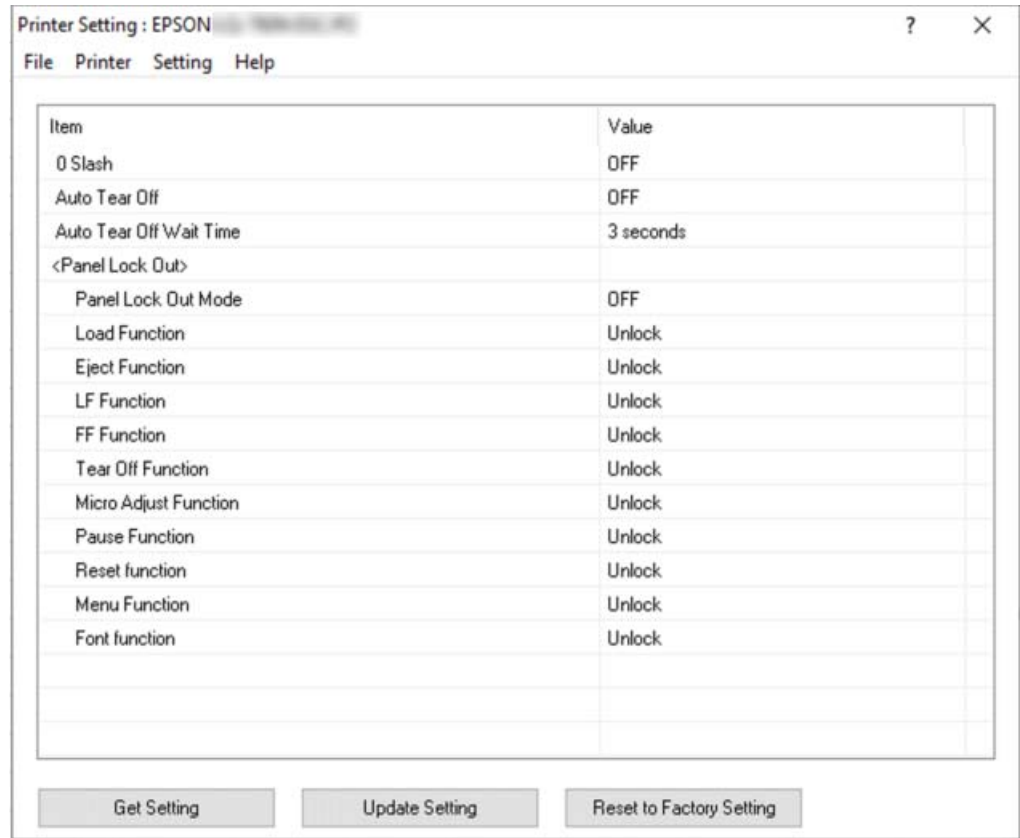 Printer Setting : EPSON
? ×
File Printer Setting Help
Item Value
0 Slash OFF
Auto Tear Off OFF
Auto Tear Off Wait Time 3 seconds
<Panel Lock Out>
Panel Lock Out Mode OFF
Load Function Unlock
Eject Function Unlock
LF Function Unlock
FF Function Unlock
Tear Off Function Unlock
Micro Adjust Function Unlock
Pause Function Unlock
Reset function Unlock
Menu Function Unlock
Font function Unlock
Get Setting Update Setting Reset to Factory Setting